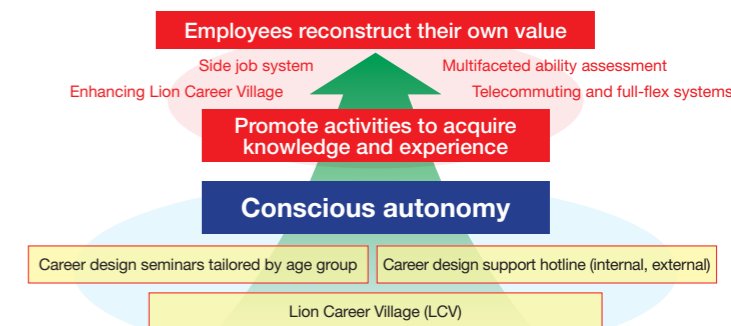 Employees reconstruct their own value
Side job system
Multifaceted ability assessment
Enhancing Lion Career Village
Telecommuting and full-flex systems
Promote activities to acquire
knowledge and experience
Conscious autonomy
Career design seminars tailored by age group
Career design support hotline (internal, external)
Lion Career Village (LCV)